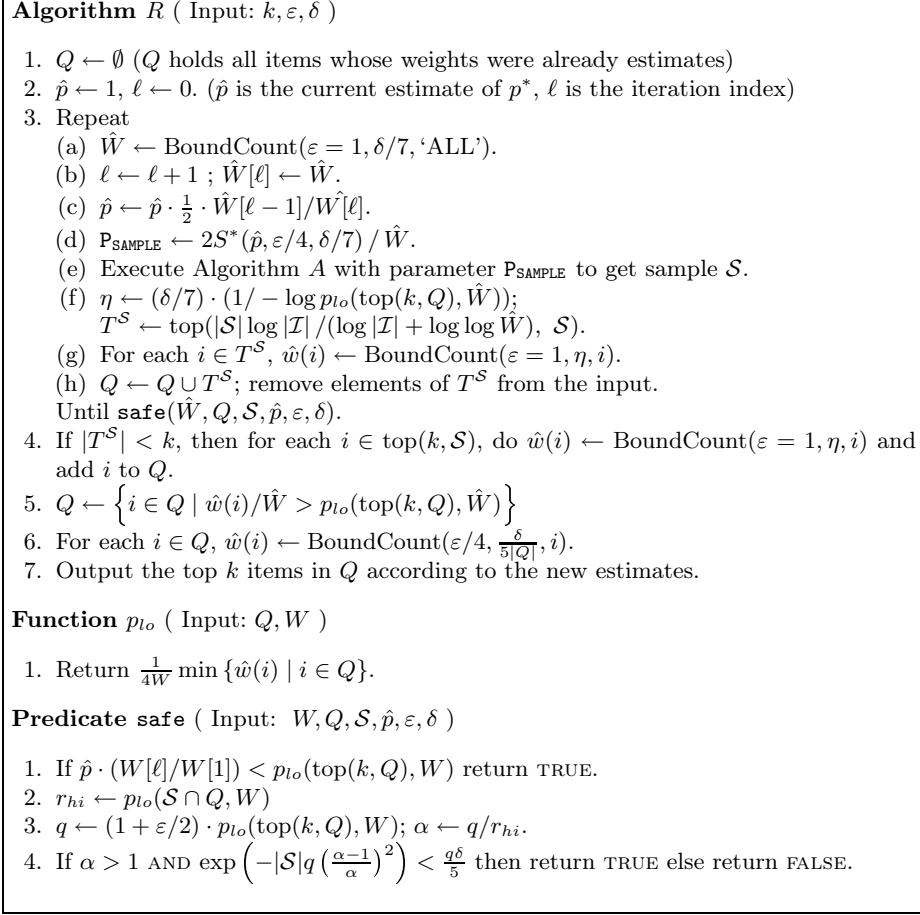 Algorithm R ( Input: k, ε, δ )
1. Q ← ∅ (Q holds all items whose weights were already estimates)
2. p̂ ← 1, ℓ ← 0. (p̂ is the current estimate of p*, ℓ is the iteration index)
3. Repeat
(a) Ŵ ← BoundCount(ε = 1, δ/7, ‘ALL’).
(b) ℓ ← ℓ + 1 ; Ŵ[ℓ] ← Ŵ.
(c) p̂ ← p̂ · 1/2 · Ŵ[ℓ − 1]/Ŵ[ℓ].
(d) P_SAMPLE ← 2S*(p̂, ε/4, δ/7) / Ŵ.
(e) Execute Algorithm A with parameter P_SAMPLE to get sample 𝒮.
(f) η ← (δ/7) · (1/ − log p_lo(top(k, Q), Ŵ));
T^𝒮 ← top(|𝒮| log |ℐ| /(log |ℐ| + log log Ŵ), 𝒮).
(g) For each i ∈ T^𝒮, ŵ(i) ← BoundCount(ε = 1, η, i).
(h) Q ← Q ∪ T^𝒮; remove elements of T^𝒮 from the input.
Until safe(Ŵ, Q, 𝒮, p̂, ε, δ).
4. If |T^𝒮| < k, then for each i ∈ top(k, 𝒮), do ŵ(i) ← BoundCount(ε = 1, η, i) and
add i to Q.
5. Q ← {i ∈ Q | ŵ(i)/Ŵ > p_lo(top(k, Q), Ŵ)}
6. For each i ∈ Q, ŵ(i) ← BoundCount(ε/4, δ/(5|Q|), i).
7. Output the top k items in Q according to the new estimates.
Function p_lo ( Input: Q, W )
1. Return 1/(4W) min {ŵ(i) | i ∈ Q}.
Predicate safe ( Input: W, Q, 𝒮, p̂, ε, δ )
1. If p̂ · (W[ℓ]/W[1]) < p_lo(top(k, Q), W) return TRUE.
2. r_hi ← p_lo(𝒮 ∩ Q, W)
3. q ← (1 + ε/2) · p_lo(top(k, Q), W); α ← q/r_hi.
4. If α > 1 AND exp(−|𝒮|q((α−1)/α)²) < qδ/5 then return TRUE else return FALSE.